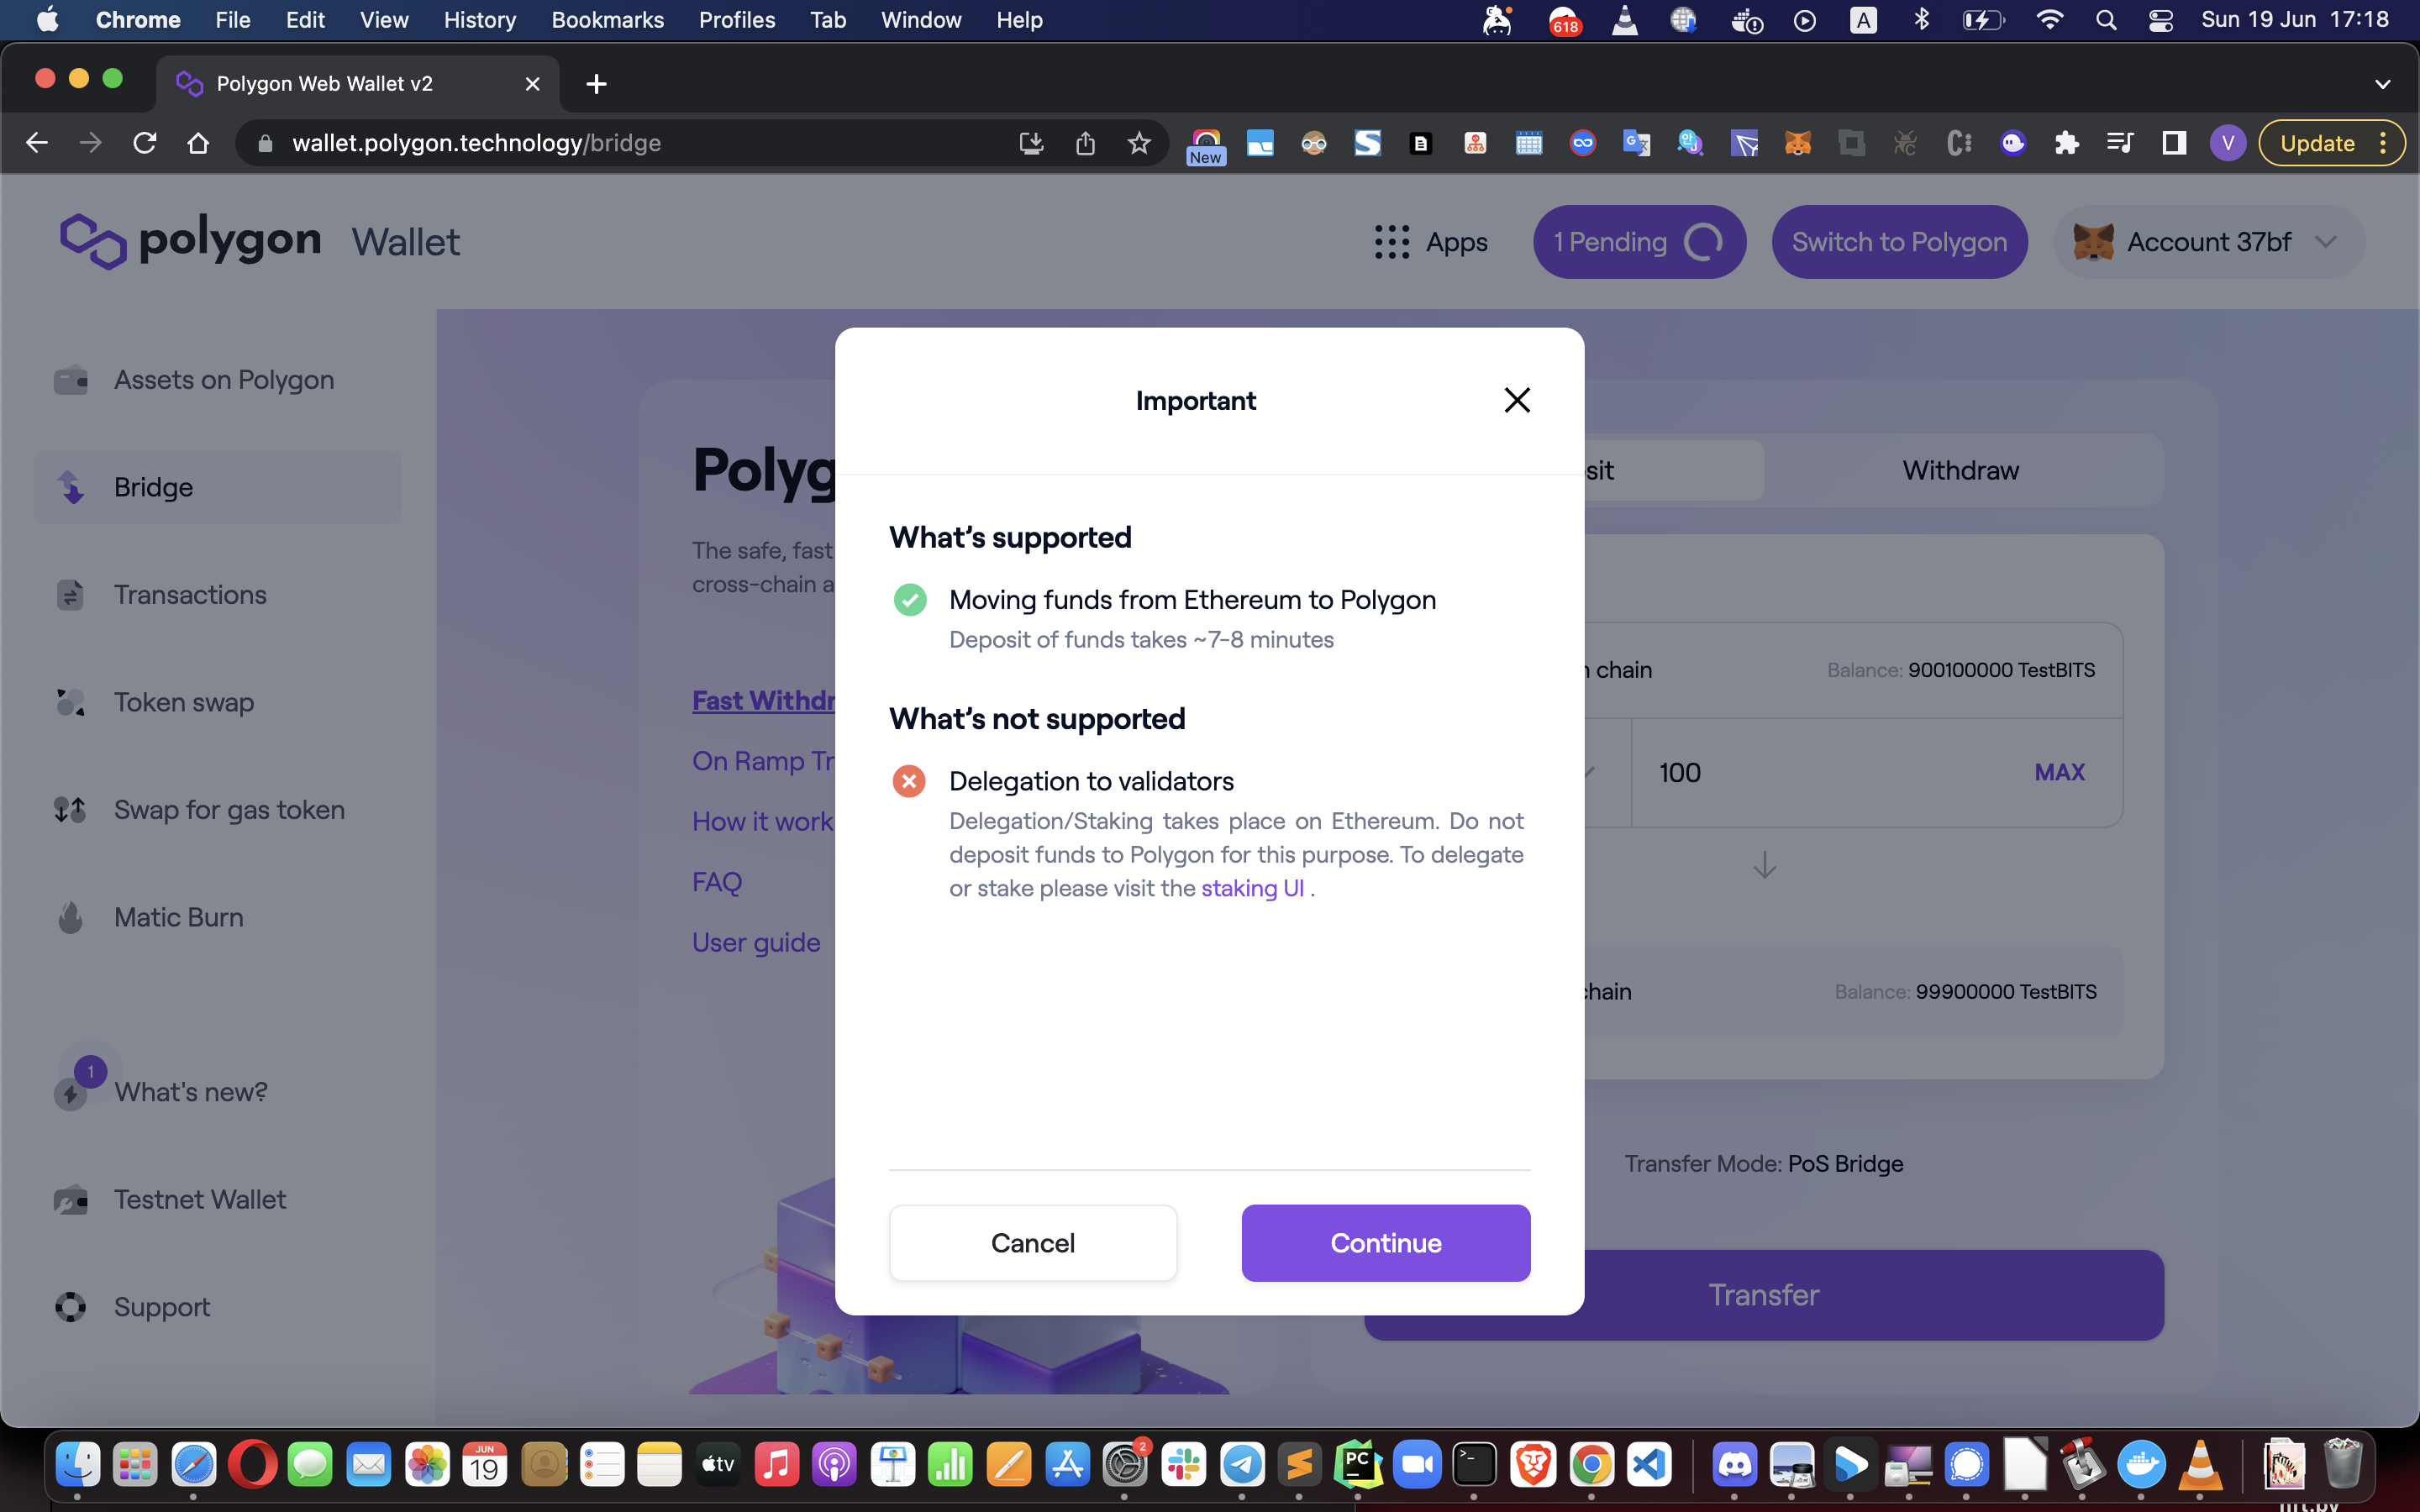 Chrome File Edit View History Bookmarks Profiles Tab Window Help 618 A Sun 19 Jun 17:18
Polygon Web Wallet v2
wallet.polygon.technology/bridge New V Update
polygon Wallet Apps 1 Pending Switch to Polygon Account 37bf
Assets on Polygon
Bridge
Transactions
Token swap
Swap for gas token
Matic Burn
1
What's new?
Testnet Wallet
Support
Polyg
The safe, fast
cross-chain a
Fast Withdr
On Ramp Tr
How it work
FAQ
User guide
Important
What's supported
Moving funds from Ethereum to Polygon
Deposit of funds takes ~7-8 minutes
What's not supported
Delegation to validators
Delegation/Staking takes place on Ethereum. Do not
deposit funds to Polygon for this purpose. To delegate
or stake please visit the staking UI .
Cancel Continue
sit Withdraw
chain Balance: 900100000 TestBITS
100 MAX
chain Balance: 99900000 TestBITS
Transfer Mode: PoS Bridge
Transfer
JUN
19
tv
2
PC
nft.by